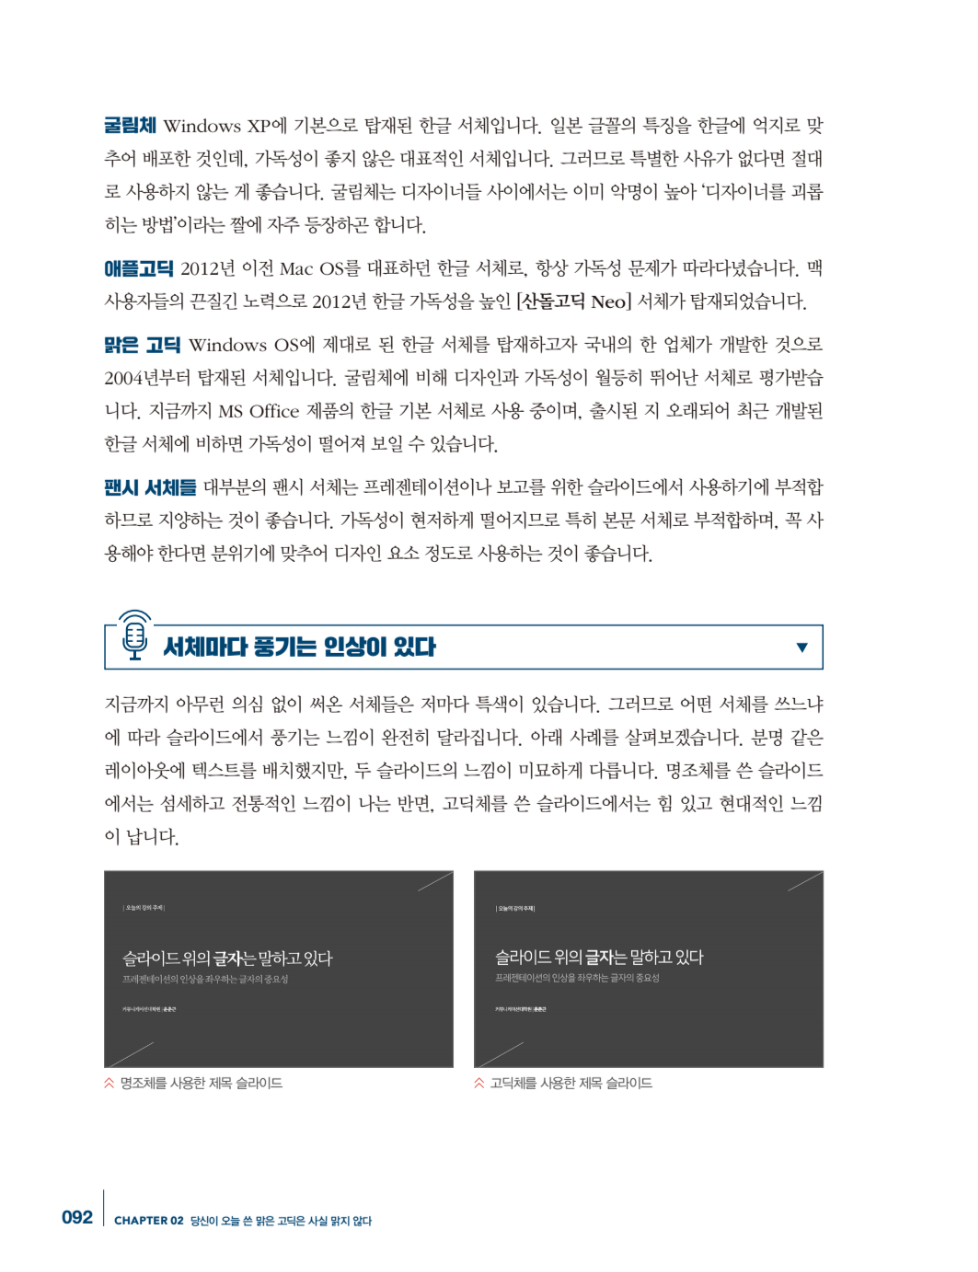 굴림체 Windows XP에 기본으로 탑재된 한글 서체입니다. 일본 글꼴의 특징을 한글에 억지로 맞
추어 배포한 것인데, 가독성이 좋지 않은 대표적인 서체입니다. 그러므로 특별한 사유가 없다면 절대
로 사용하지 않는 게 좋습니다. 굴림체는 디자이너들 사이에서는 이미 악명이 높아 ‘디자이너를 괴롭
히는 방법’이라는 짤에 자주 등장하곤 합니다.
애플고딕 2012년 이전 Mac OS를 대표하던 한글 서체로, 항상 가독성 문제가 따라다녔습니다. 맥
사용자들의 끈질긴 노력으로 2012년 한글 가독성을 높인 [산돌고딕 Neo] 서체가 탑재되었습니다.
맑은 고딕 Windows OS에 제대로 된 한글 서체를 탑재하고자 국내의 한 업체가 개발한 것으로
2004년부터 탑재된 서체입니다. 굴림체에 비해 디자인과 가독성이 월등히 뛰어난 서체로 평가받습
니다. 지금까지 MS Office 제품의 한글 기본 서체로 사용 중이며, 출시된 지 오래되어 최근 개발된
한글 서체에 비하면 가독성이 떨어져 보일 수 있습니다.
팬시 서체들 대부분의 팬시 서체는 프레젠테이션이나 보고를 위한 슬라이드에서 사용하기에 부적합
하므로 지양하는 것이 좋습니다. 가독성이 현저하게 떨어지므로 특히 본문 서체로 부적합하며, 꼭 사
용해야 한다면 분위기에 맞추어 디자인 요소 정도로 사용하는 것이 좋습니다.
서체마다 풍기는 인상이 있다
지금까지 아무런 의심 없이 써온 서체들은 저마다 특색이 있습니다. 그러므로 어떤 서체를 쓰느냐
에 따라 슬라이드에서 풍기는 느낌이 완전히 달라집니다. 아래 사례를 살펴보겠습니다. 분명 같은
레이아웃에 텍스트를 배치했지만, 두 슬라이드의 느낌이 미묘하게 다릅니다. 명조체를 쓴 슬라이드
에서는 섬세하고 전통적인 느낌이 나는 반면, 고딕체를 쓴 슬라이드에서는 힘 있고 현대적인 느낌
이 납니다.
| 오늘의 강의 주제 |
슬라이드 위의 글자는 말하고 있다
프레젠테이션의 인상을 좌우하는 글자의 중요성
명조체를 사용한 제목 슬라이드
| 오늘의 강의 주제 |
슬라이드 위의 글자는 말하고 있다
프레젠테이션의 인상을 좌우하는 글자의 중요성
고딕체를 사용한 제목 슬라이드
092
CHAPTER 02 당신이 오늘 쓴 맑은 고딕은 사실 맑지 않다